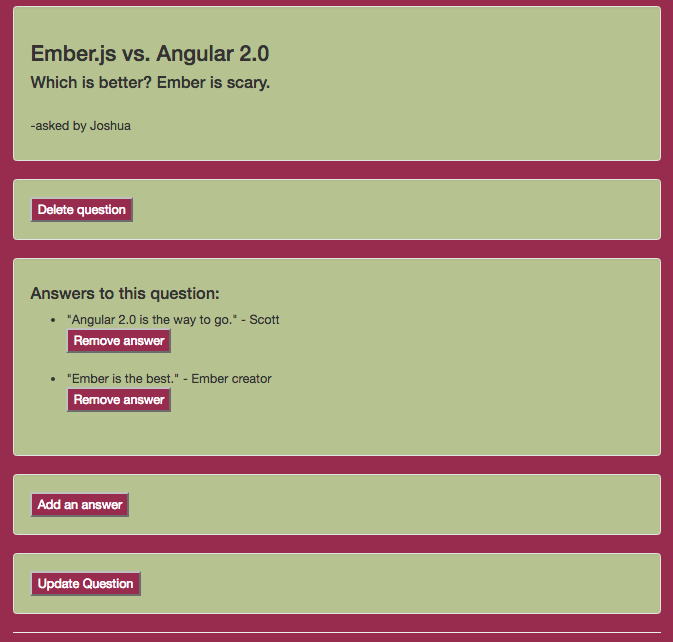 Ember.js vs. Angular 2.0
Which is better? Ember is scary.
-asked by Joshua
Delete question
Answers to this question:
"Angular 2.0 is the way to go." - Scott
Remove answer
"Ember is the best." - Ember creator
Remove answer
Add an answer
Update Question